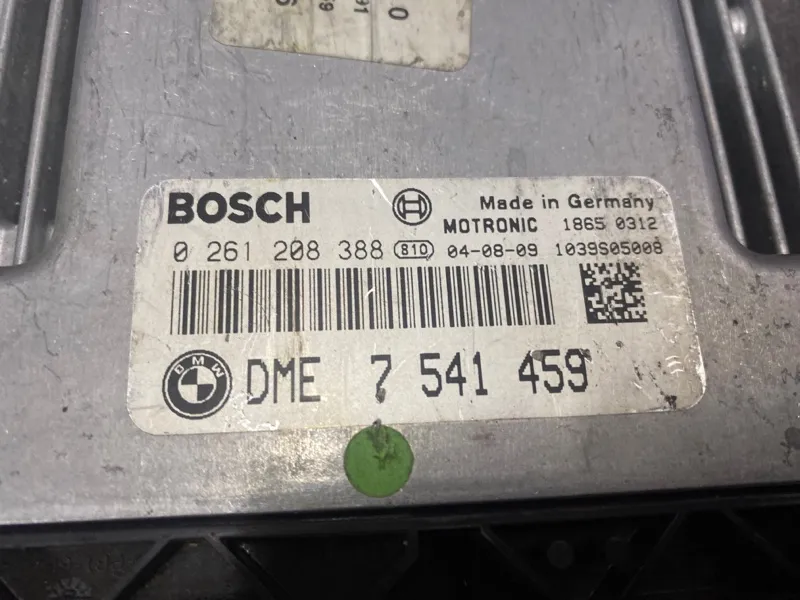 BOSCH Made in Germany
MOTRONIC 1865 0312
0 261 208 388 810 04-08-09 1039S05008
BMW DME 7 541 459